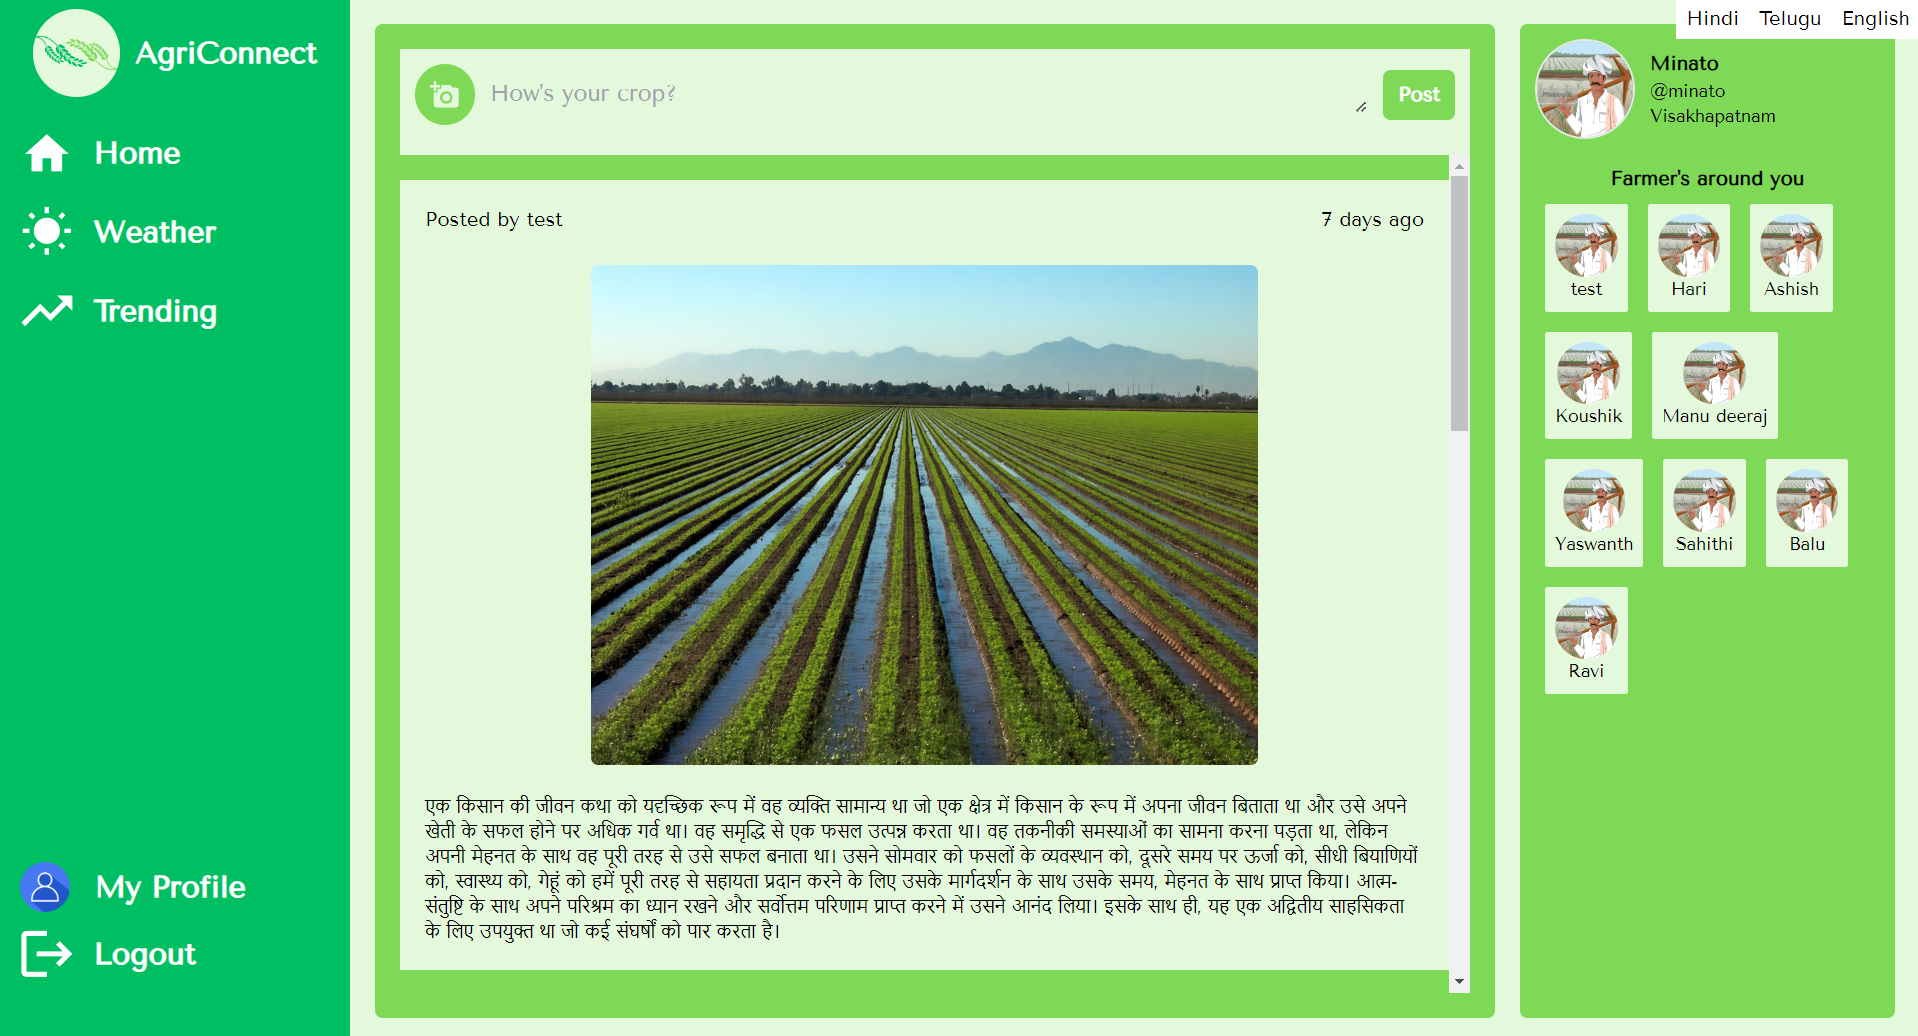 AgriConnect
Home
Weather
Trending
My Profile
Logout
How's your crop?
Post
Posted by test
7 days ago
एक किसान की जीवन कथा को यदृच्छिक रूप में वह व्यक्ति सामान्य था जो एक क्षेत्र में किसान के रूप में अपना जीवन बिताता था और उसे अपने
खेती के सफल होने पर अधिक गर्व था। वह समृद्धि से एक फसल उत्पन्न करता था। वह तकनीकी समस्याओं का सामना करना पड़ता था, लेकिन
अपनी मेहनत के साथ वह पूरी तरह से उसे सफल बनाता था। उसने सोमवार को फसलों के व्यवस्थान को, दूसरे समय पर ऊर्जा को, सीधी बियाणियों
को, स्वास्थ्य को, गेहूं को हमें पूरी तरह से सहायता प्रदान करने के लिए उसके मार्गदर्शन के साथ उसके समय, मेहनत के साथ प्राप्त किया। आत्म-
संतुष्टि के साथ अपने परिश्रम का ध्यान रखने और सर्वोत्तम परिणाम प्राप्त करने में उसने आनंद लिया। इसके साथ ही, यह एक अद्वितीय साहसिकता
के लिए उपयुक्त था जो कई संघर्षों को पार करता है।
Hindi Telugu English
Minato
@minato
Visakhapatnam
Farmer's around you
test Hari Ashish
Koushik Manu deeraj
Yaswanth Sahithi Balu
Ravi